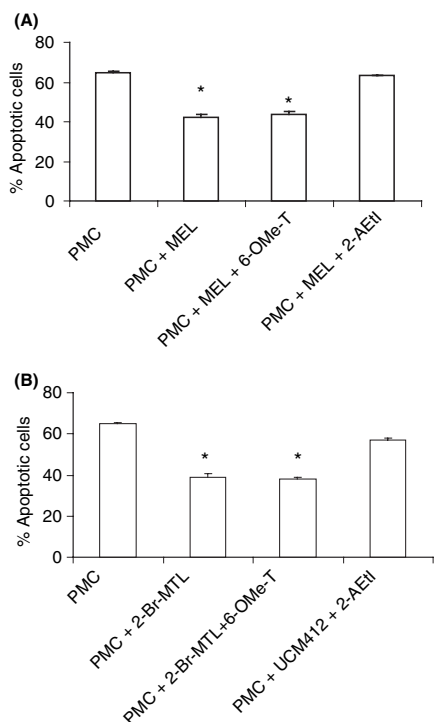 (A)
% Apoptotic cells
80
60
40
20
0
*
*
PMC
PMC + MEL
PMC + MEL + 6-OMe-T
PMC + MEL + 2-AEtI
(B)
% Apoptotic cells
80
60
40
20
0
*
*
PMC
PMC + 2-Br-MTL
PMC + 2-Br-MTL+6-OMe-T
PMC + UCM412 + 2-AEtI